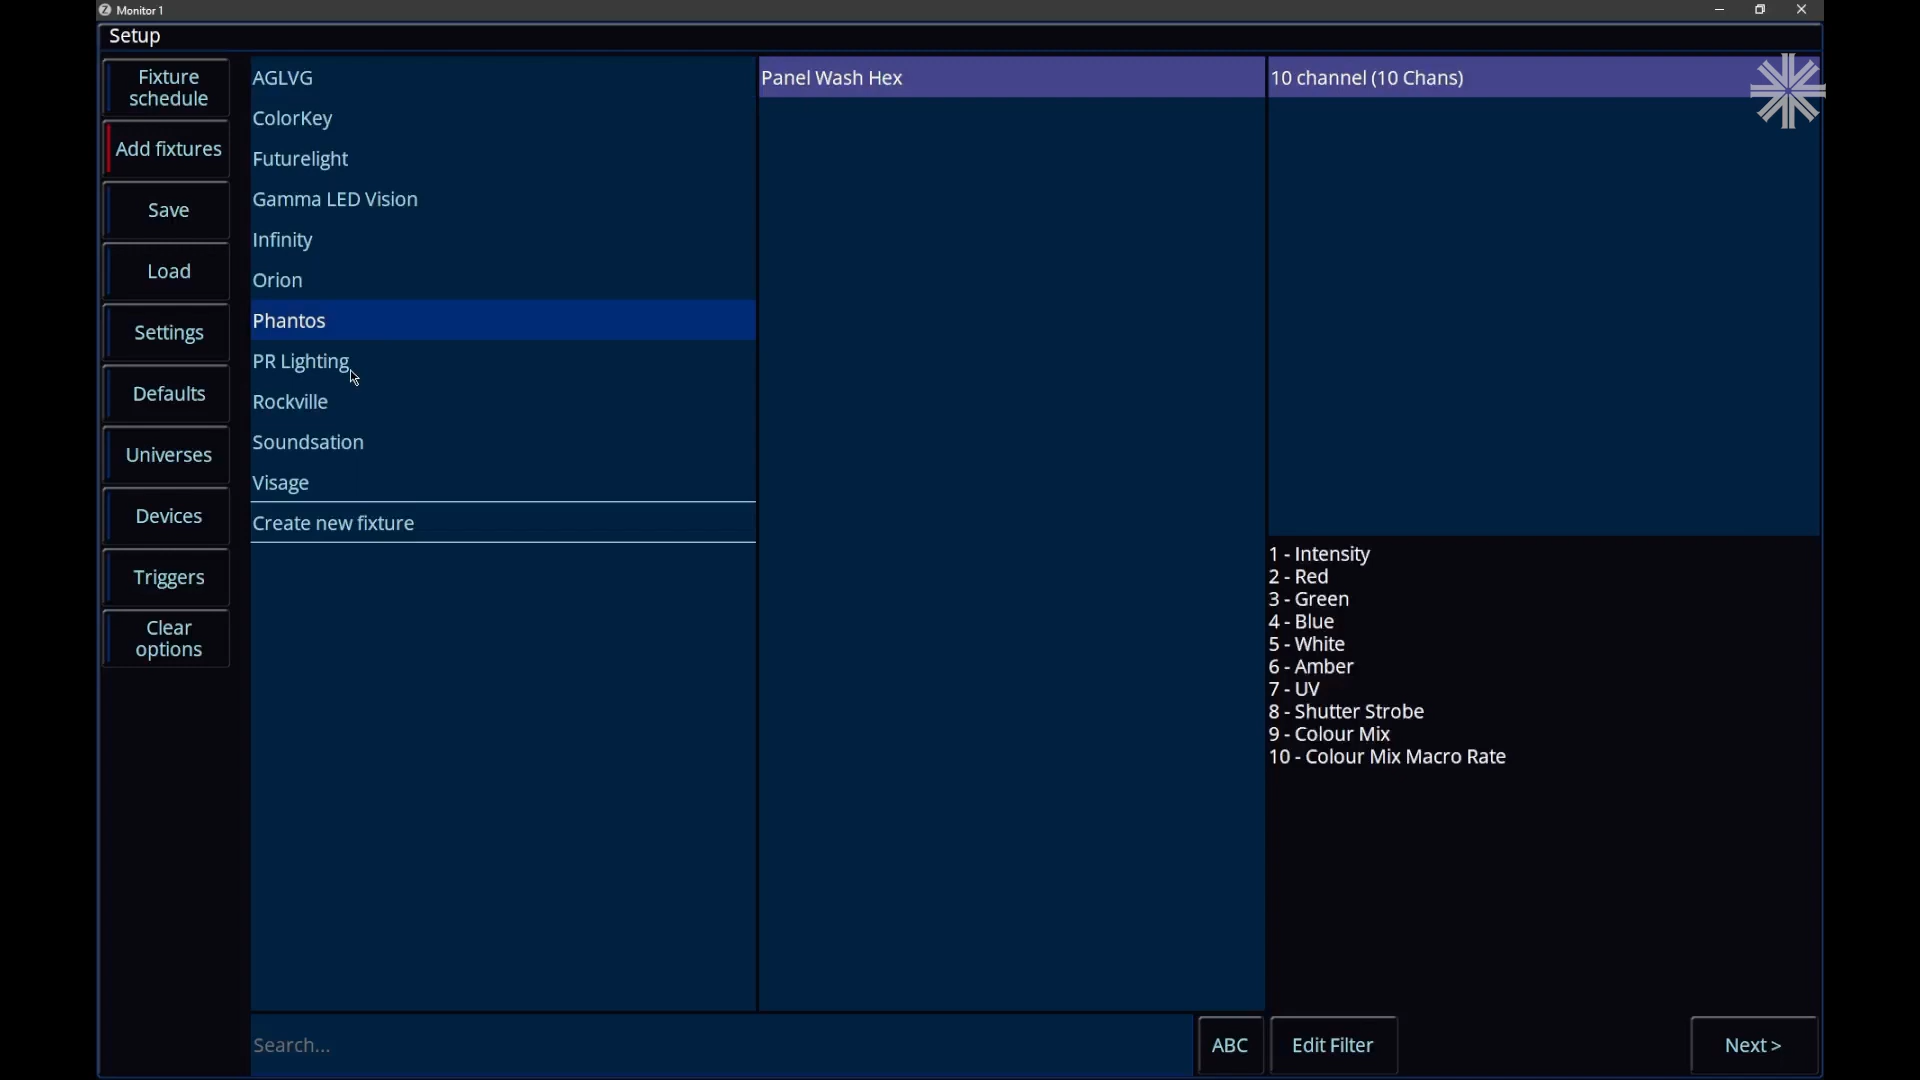 Monitor 1
Setup
Fixture
schedule
Add fixtures
Save
Load
Settings
Defaults
Universes
Devices
Triggers
Clear
options
AGLVG
ColorKey
Futurelight
Gamma LED Vision
Infinity
Orion
Phantos
PR Lighting
Rockville
Soundsation
Visage
Create new fixture
Panel Wash Hex
10 channel (10 Chans)
1 - Intensity
2 - Red
3 - Green
4 - Blue
5 - White
6 - Amber
7 - UV
8 - Shutter Strobe
9 - Colour Mix
10 - Colour Mix Macro Rate
Search...
ABC
Edit Filter
Next >